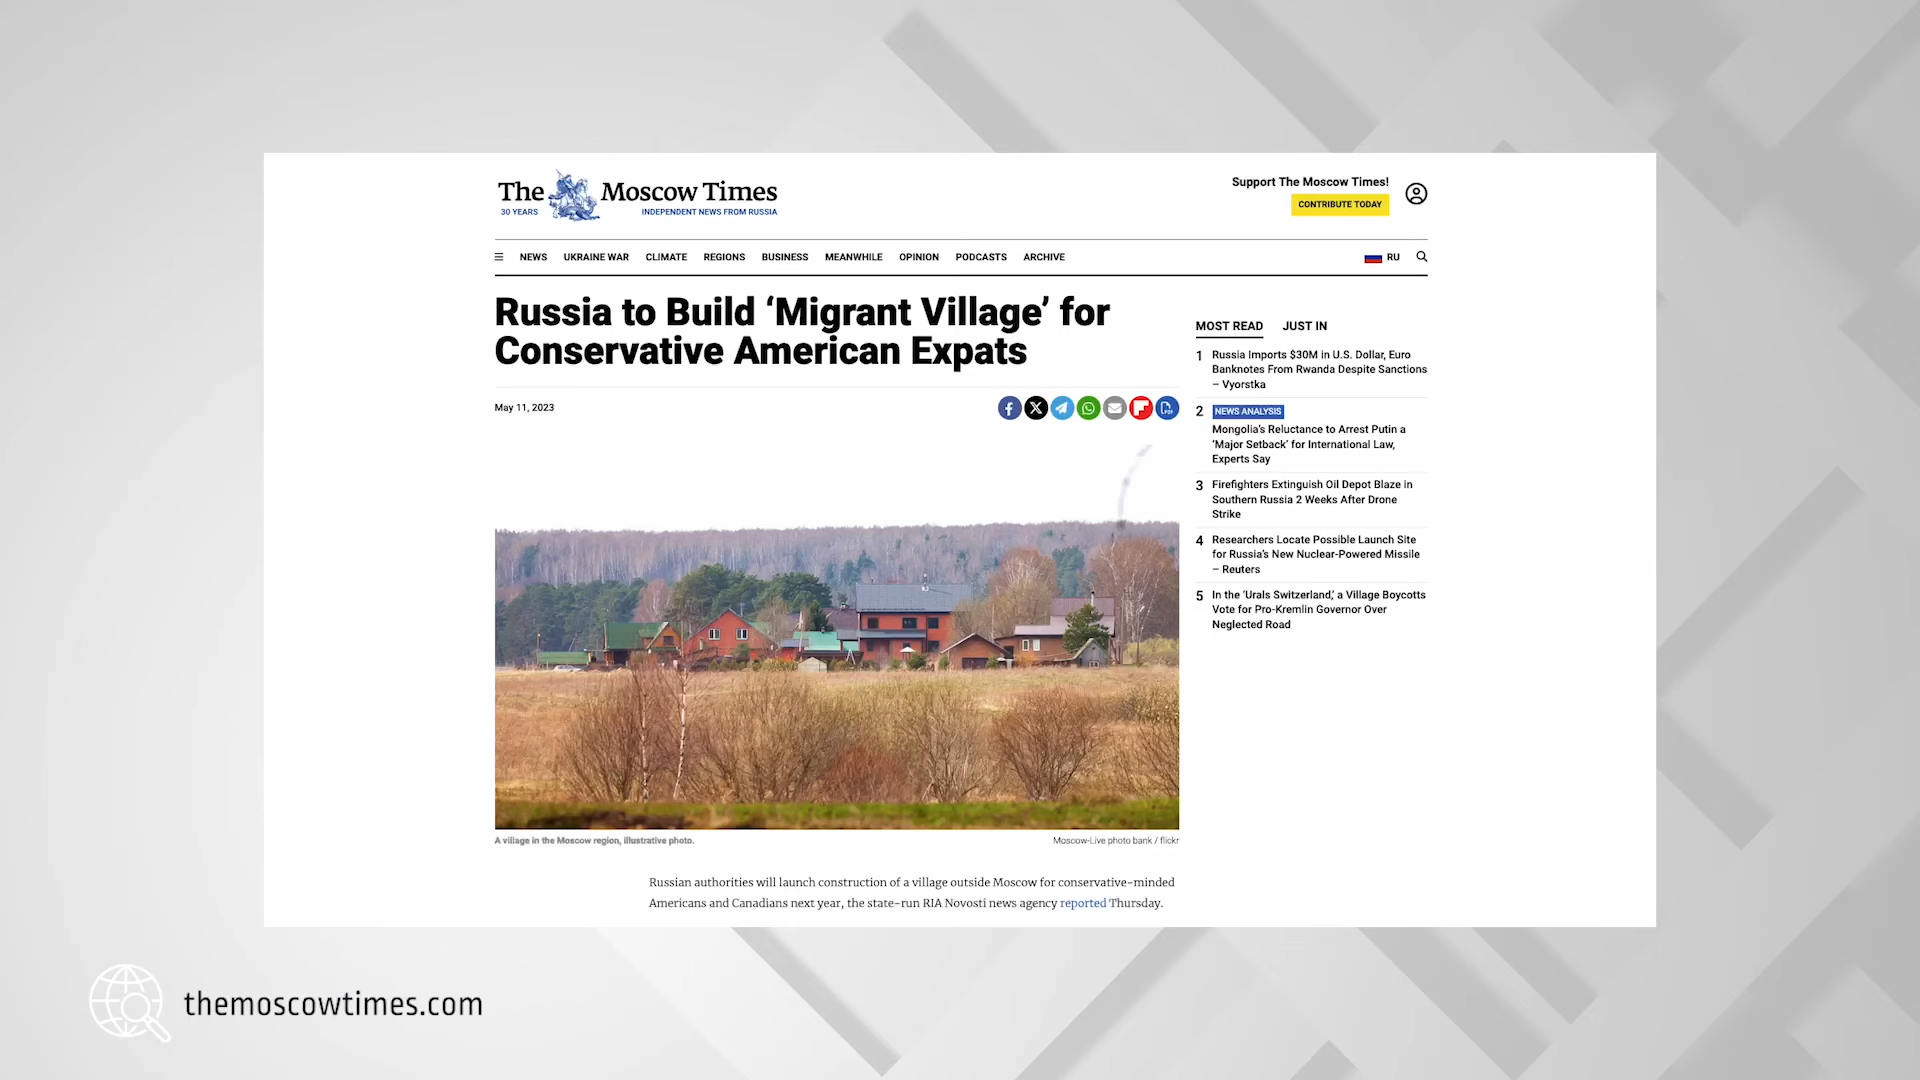 The Moscow Times
30 YEARS INDEPENDENT NEWS FROM RUSSIA
Support The Moscow Times!
CONTRIBUTE TODAY
NEWS UKRAINE WAR CLIMATE REGIONS BUSINESS MEANWHILE OPINION PODCASTS ARCHIVE RU
Russia to Build ‘Migrant Village’ for
Conservative American Expats
May 11, 2023
PDF
MOST READ JUST IN
1 Russia Imports $30M in U.S. Dollar, Euro
Banknotes From Rwanda Despite Sanctions
– Vyorstka
2 NEWS ANALYSIS
Mongolia’s Reluctance to Arrest Putin a
‘Major Setback’ for International Law,
Experts Say
3 Firefighters Extinguish Oil Depot Blaze in
Southern Russia 2 Weeks After Drone
Strike
4 Researchers Locate Possible Launch Site
for Russia’s New Nuclear-Powered Missile
– Reuters
5 In the ‘Urals Switzerland,’ a Village Boycotts
Vote for Pro-Kremlin Governor Over
Neglected Road
A village in the Moscow region, illustrative photo.
Moscow-Live photo bank / flickr
Russian authorities will launch construction of a village outside Moscow for conservative-minded
Americans and Canadians next year, the state-run RIA Novosti news agency reported Thursday.
themoscowtimes.com